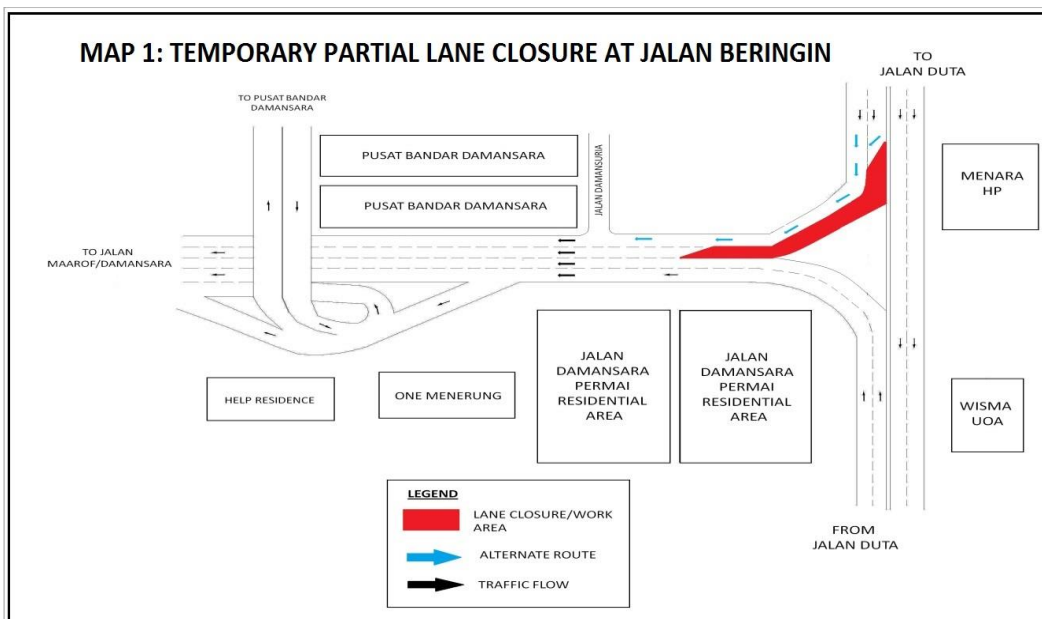 MAP 1: TEMPORARY PARTIAL LANE CLOSURE AT JALAN BERINGIN
TO
JALAN DUTA
TO PUSAT BANDAR
DAMANSARA
PUSAT BANDAR DAMANSARA
JALAN DAMANSURIA
MENARA
HP
PUSAT BANDAR DAMANSARA
TO JALAN
MAAROF/DAMANSARA
JALAN
DAMANSARA
PERMAI
RESIDENTIAL
AREA
JALAN
DAMANSARA
PERMAI
RESIDENTIAL
AREA
HELP RESIDENCE
ONE MENERUNG
WISMA
UOA
LEGEND
LANE CLOSURE/WORK
AREA
ALTERNATE ROUTE
TRAFFIC FLOW
FROM
JALAN DUTA